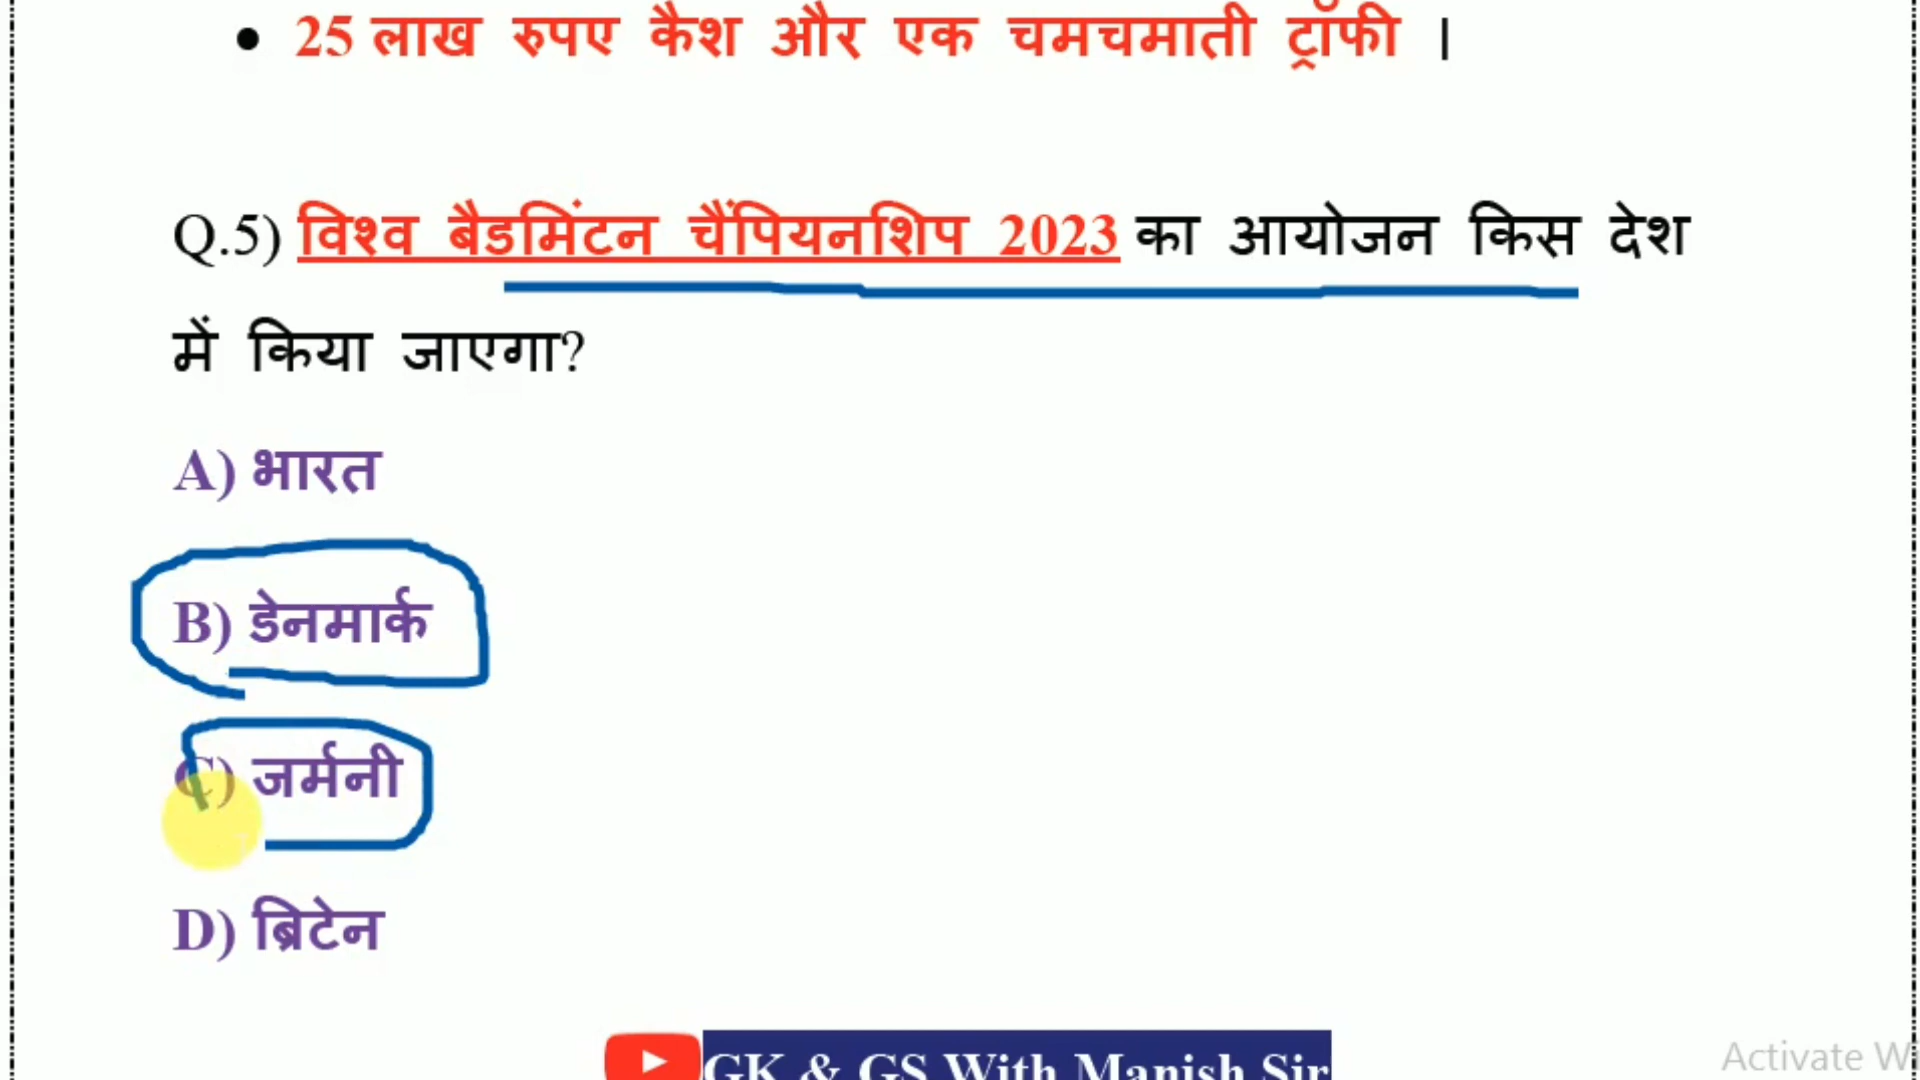 • 25 लाख रुपए कैश और एक चमचमाती ट्रॉफी |
Q.5) विश्व बैडमिंटन चैंपियनशिप 2023 का आयोजन किस देश
में किया जाएगा?
A) भारत
B) डेनमार्क
C) जर्मनी
D) ब्रिटेन
GK & GS With Manish Sir
Activate